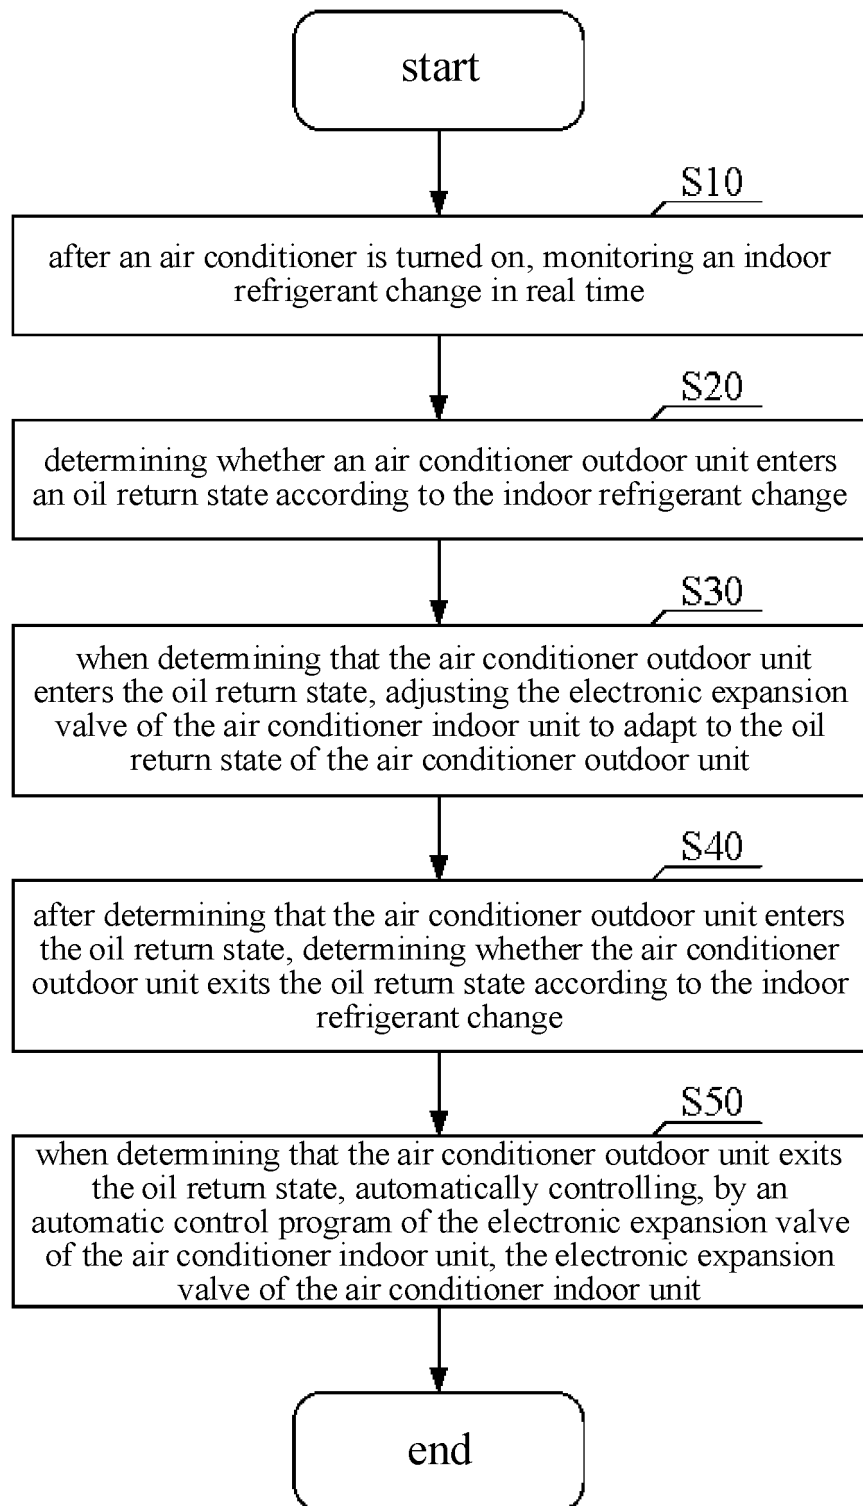 start
S10
after an air conditioner is turned on, monitoring an indoor
refrigerant change in real time
S20
determining whether an air conditioner outdoor unit enters
an oil return state according to the indoor refrigerant change
S30
when determining that the air conditioner outdoor unit
enters the oil return state, adjusting the electronic expansion
valve of the air conditioner indoor unit to adapt to the oil
return state of the air conditioner outdoor unit
S40
after determining that the air conditioner outdoor unit enters
the oil return state, determining whether the air conditioner
outdoor unit exits the oil return state according to the indoor
refrigerant change
S50
when determining that the air conditioner outdoor unit exits
the oil return state, automatically controlling, by an
automatic control program of the electronic expansion valve
of the air conditioner indoor unit, the electronic expansion
valve of the air conditioner indoor unit
end